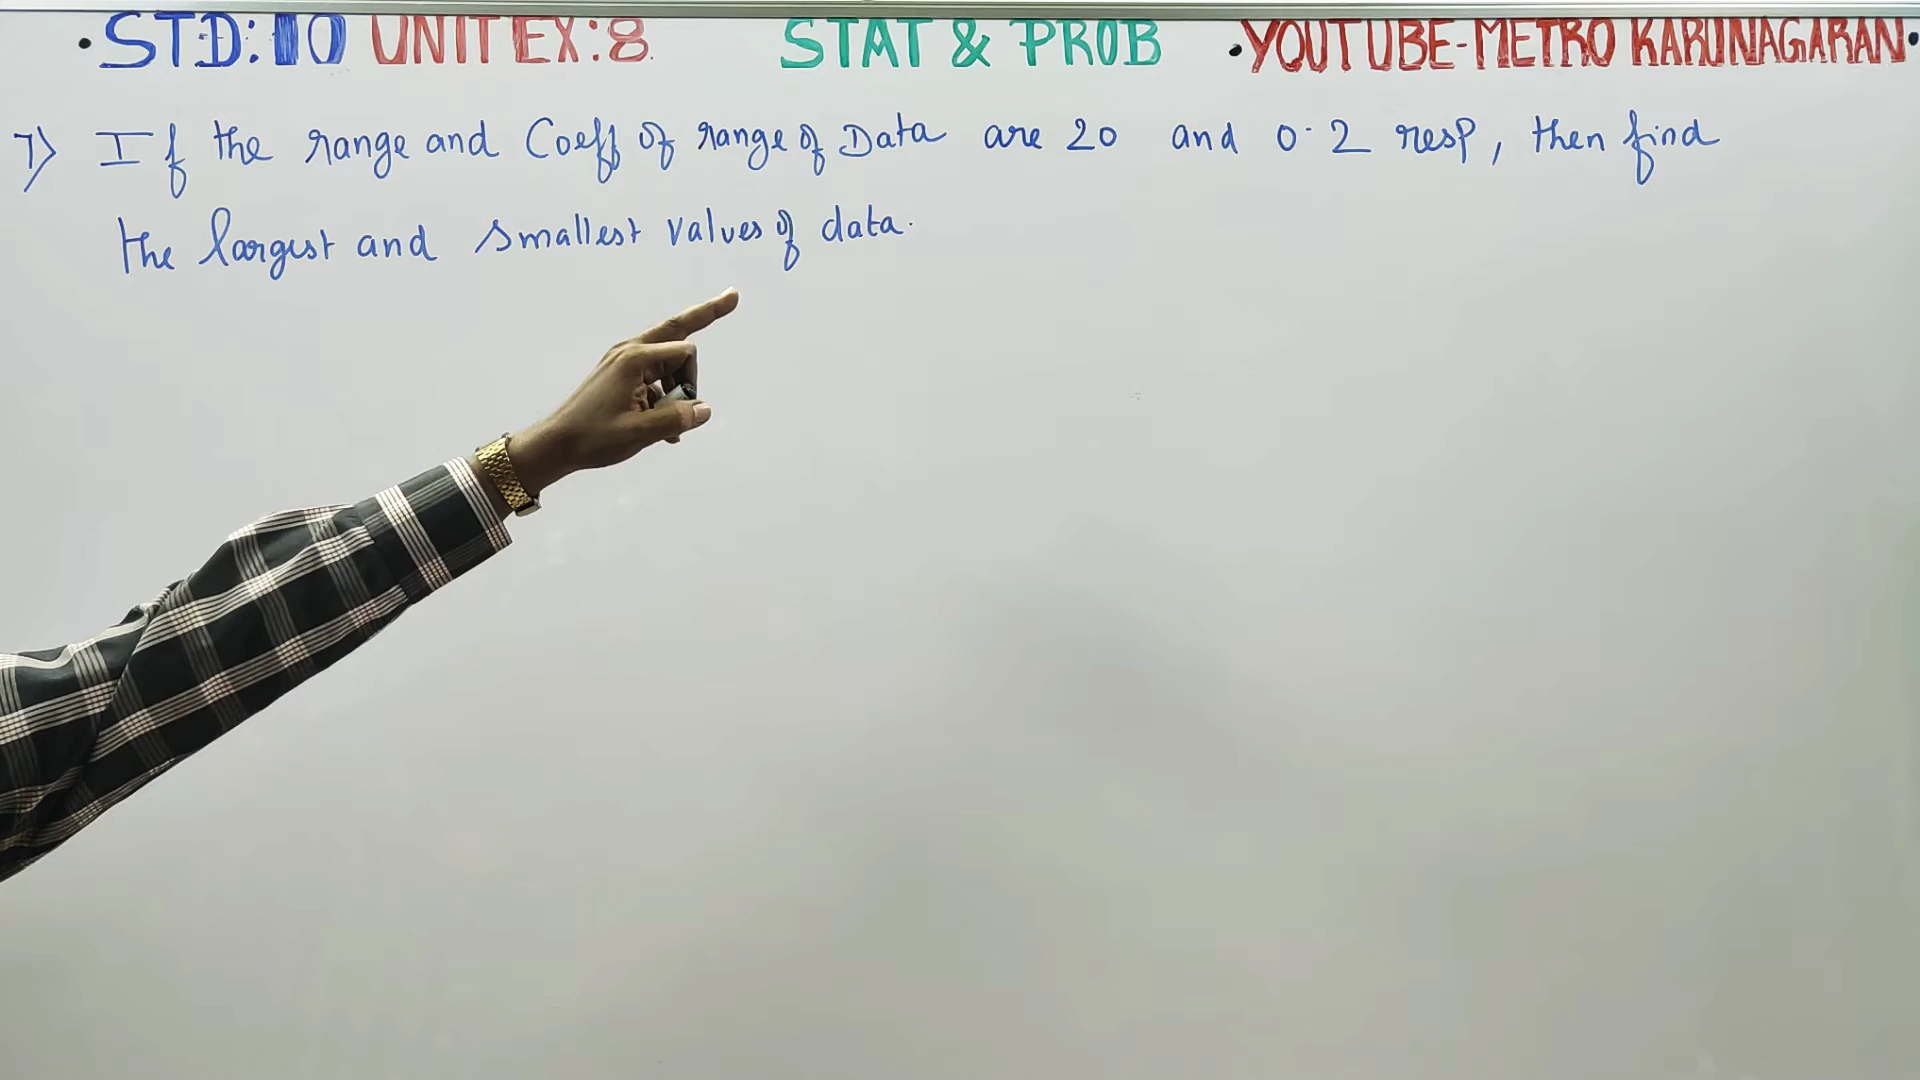 • STD: 10 UNIT EX:8. STAT & PROB • YOUTUBE-METRO KARUNAGARAN •
7) If the range and Coeff of range of Data are 20 and 0.2 resp, then find
the largest and smallest values of data.